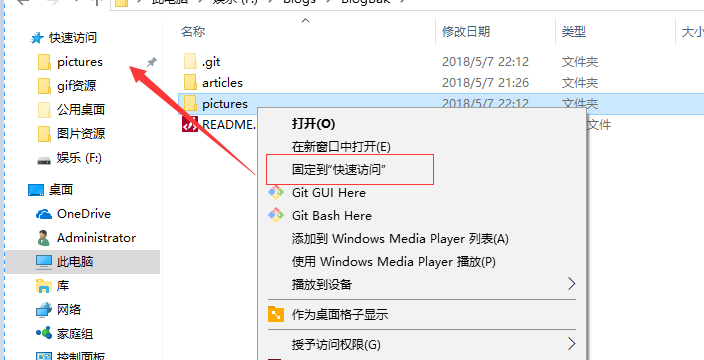 此电脑 娱乐 (F:) Blogs BlogBak
名称 修改日期 类型 大小
快速访问
pictures
gif资源
公用桌面
图片资源
娱乐 (F:)
桌面
OneDrive
Administrator
此电脑
库
网络
家庭组
控制面板
.git 2018/5/7 22:12 文件夹
articles 2018/5/7 21:26 文件夹
pictures 2018/5/7 22:12 文件夹
README. 文件
打开(O)
在新窗口中打开(E)
固定到"快速访问"
Git GUI Here
Git Bash Here
添加到 Windows Media Player 列表(A)
使用 Windows Media Player 播放(P)
播放到设备
作为桌面格子显示
授予访问权限(G)